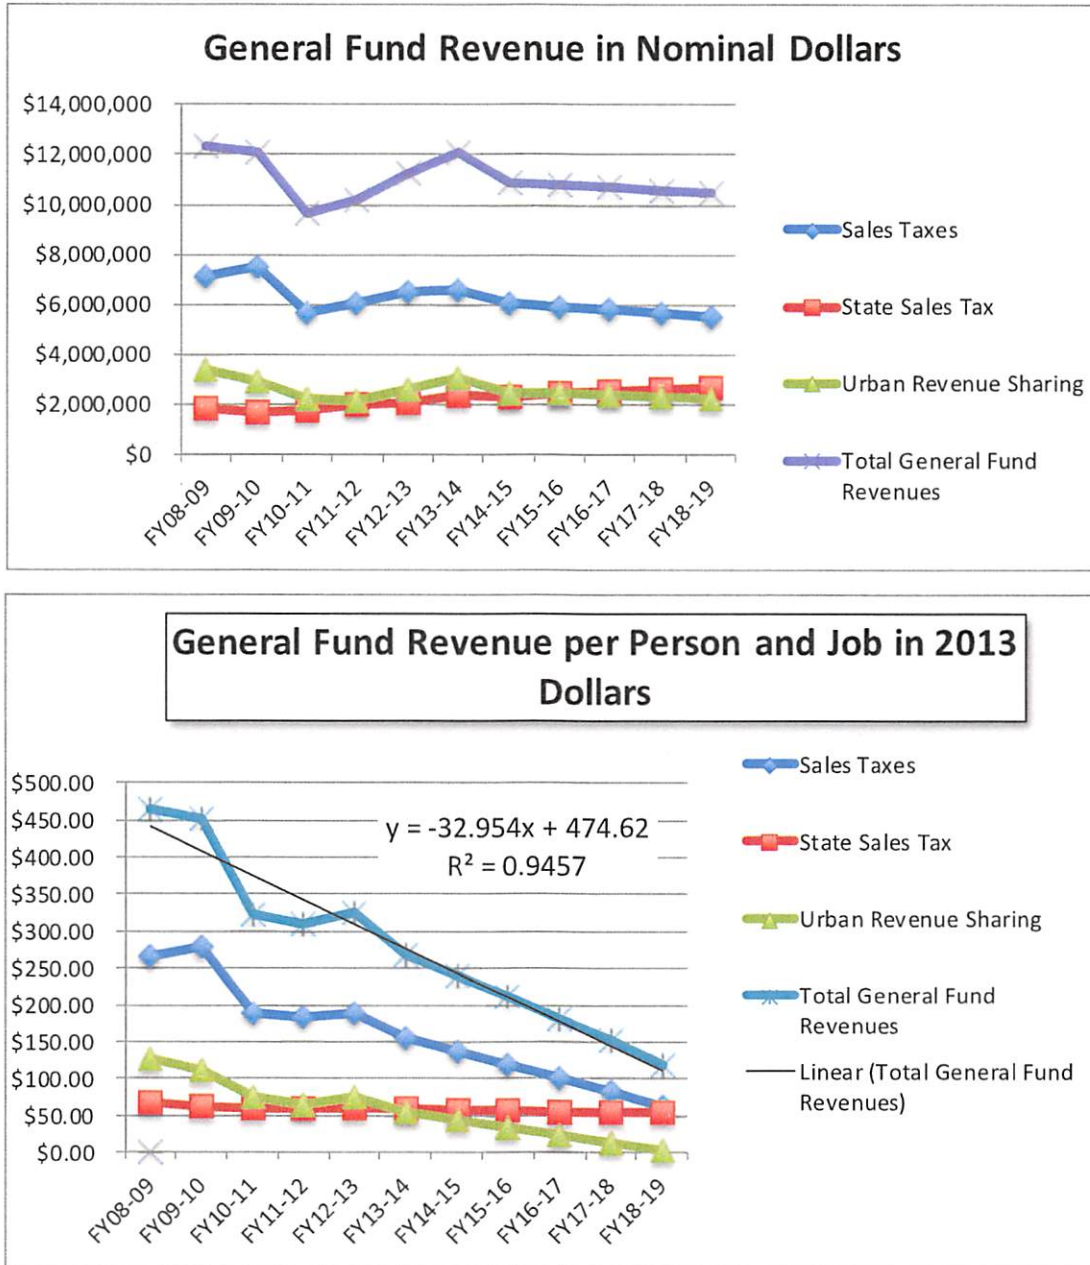 General Fund Revenue in Nominal Dollars
$14,000,000
$12,000,000
$10,000,000
$8,000,000
$6,000,000
$4,000,000
$2,000,000
$0
FY08-09
FY09-10
FY10-11
FY11-12
FY12-13
FY13-14
FY14-15
FY15-16
FY16-17
FY17-18
FY18-19
Sales Taxes
State Sales Tax
Urban Revenue Sharing
Total General Fund
Revenues
General Fund Revenue per Person and Job in 2013
Dollars
$500.00
$450.00
$400.00
$350.00
$300.00
$250.00
$200.00
$150.00
$100.00
$50.00
$0.00
y = -32.954x + 474.62
R² = 0.9457
FY08-09
FY09-10
FY10-11
FY11-12
FY12-13
FY13-14
FY14-15
FY15-16
FY16-17
FY17-18
FY18-19
Sales Taxes
State Sales Tax
Urban Revenue Sharing
Total General Fund
Revenues
Linear (Total General Fund
Revenues)